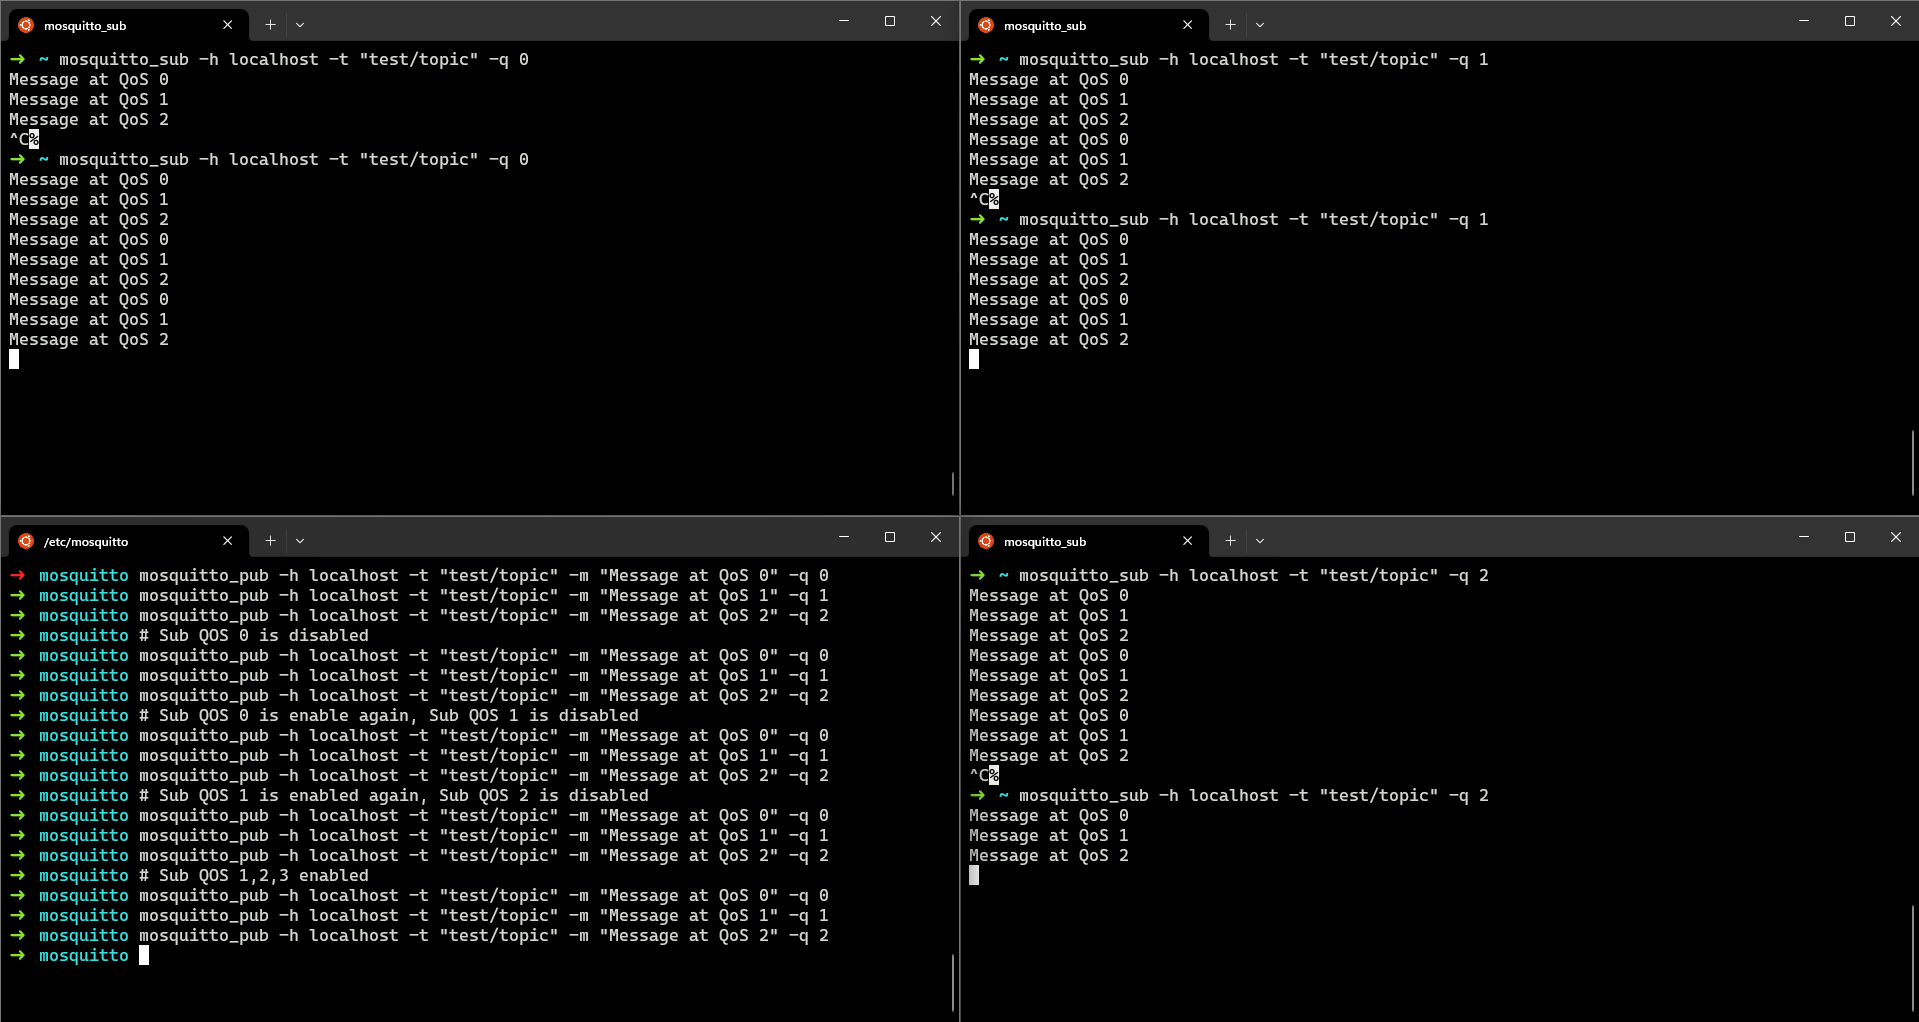 mosquitto_sub
➜ ~ mosquitto_sub -h localhost -t "test/topic" -q 0
Message at QoS 0
Message at QoS 1
Message at QoS 2
^C%
➜ ~ mosquitto_sub -h localhost -t "test/topic" -q 0
Message at QoS 0
Message at QoS 1
Message at QoS 2
Message at QoS 0
Message at QoS 1
Message at QoS 2
Message at QoS 0
Message at QoS 1
Message at QoS 2
mosquitto_sub
➜ ~ mosquitto_sub -h localhost -t "test/topic" -q 1
Message at QoS 0
Message at QoS 1
Message at QoS 2
Message at QoS 0
Message at QoS 1
Message at QoS 2
^C%
➜ ~ mosquitto_sub -h localhost -t "test/topic" -q 1
Message at QoS 0
Message at QoS 1
Message at QoS 2
Message at QoS 0
Message at QoS 1
Message at QoS 2
/etc/mosquitto
➜ mosquitto mosquitto_pub -h localhost -t "test/topic" -m "Message at QoS 0" -q 0
➜ mosquitto mosquitto_pub -h localhost -t "test/topic" -m "Message at QoS 1" -q 1
➜ mosquitto mosquitto_pub -h localhost -t "test/topic" -m "Message at QoS 2" -q 2
➜ mosquitto # Sub QOS 0 is disabled
➜ mosquitto mosquitto_pub -h localhost -t "test/topic" -m "Message at QoS 0" -q 0
➜ mosquitto mosquitto_pub -h localhost -t "test/topic" -m "Message at QoS 1" -q 1
➜ mosquitto mosquitto_pub -h localhost -t "test/topic" -m "Message at QoS 2" -q 2
➜ mosquitto # Sub QOS 0 is enable again, Sub QOS 1 is disabled
➜ mosquitto mosquitto_pub -h localhost -t "test/topic" -m "Message at QoS 0" -q 0
➜ mosquitto mosquitto_pub -h localhost -t "test/topic" -m "Message at QoS 1" -q 1
➜ mosquitto mosquitto_pub -h localhost -t "test/topic" -m "Message at QoS 2" -q 2
➜ mosquitto # Sub QOS 1 is enabled again, Sub QOS 2 is disabled
➜ mosquitto mosquitto_pub -h localhost -t "test/topic" -m "Message at QoS 0" -q 0
➜ mosquitto mosquitto_pub -h localhost -t "test/topic" -m "Message at QoS 1" -q 1
➜ mosquitto mosquitto_pub -h localhost -t "test/topic" -m "Message at QoS 2" -q 2
➜ mosquitto # Sub QOS 1,2,3 enabled
➜ mosquitto mosquitto_pub -h localhost -t "test/topic" -m "Message at QoS 0" -q 0
➜ mosquitto mosquitto_pub -h localhost -t "test/topic" -m "Message at QoS 1" -q 1
➜ mosquitto mosquitto_pub -h localhost -t "test/topic" -m "Message at QoS 2" -q 2
➜ mosquitto
mosquitto_sub
➜ ~ mosquitto_sub -h localhost -t "test/topic" -q 2
Message at QoS 0
Message at QoS 1
Message at QoS 2
Message at QoS 0
Message at QoS 1
Message at QoS 2
Message at QoS 0
Message at QoS 1
Message at QoS 2
^C%
➜ ~ mosquitto_sub -h localhost -t "test/topic" -q 2
Message at QoS 0
Message at QoS 1
Message at QoS 2